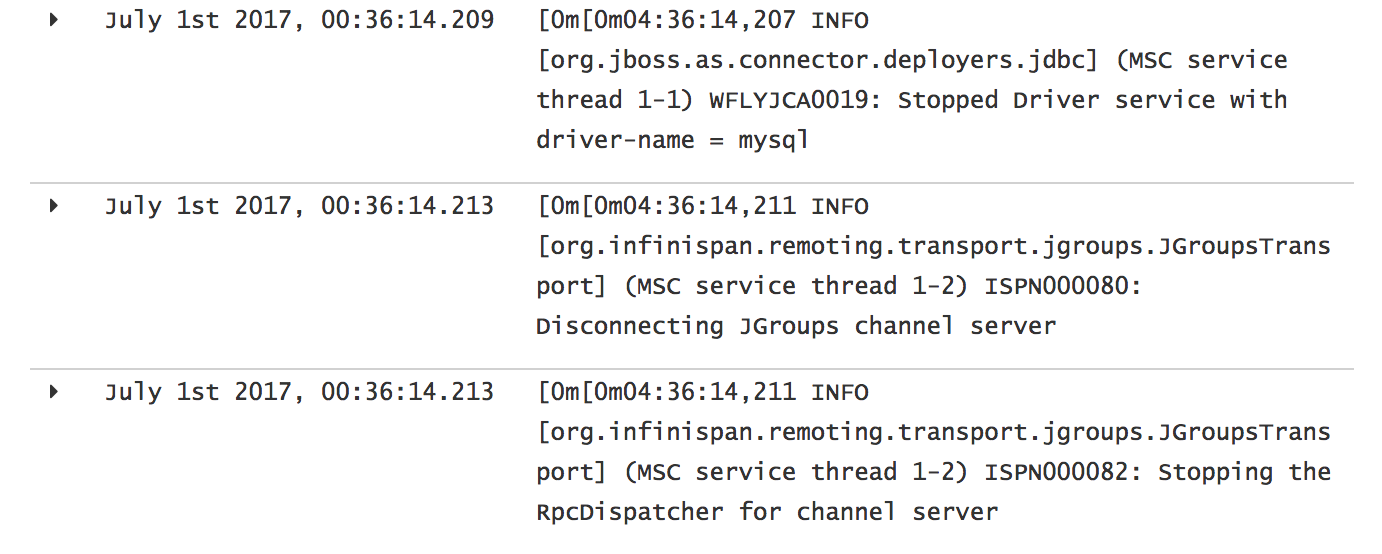 July 1st 2017, 00:36:14.209 [0m[0m04:36:14,207 INFO
[org.jboss.as.connector.deployers.jdbc] (MSC service
thread 1-1) WFLYJCA0019: Stopped Driver service with
driver-name = mysql
July 1st 2017, 00:36:14.213 [0m[0m04:36:14,211 INFO
[org.infinispan.remoting.transport.jgroups.JGroupsTrans
port] (MSC service thread 1-2) ISPN000080:
Disconnecting JGroups channel server
July 1st 2017, 00:36:14.213 [0m[0m04:36:14,211 INFO
[org.infinispan.remoting.transport.jgroups.JGroupsTrans
port] (MSC service thread 1-2) ISPN000082: Stopping the
RpcDispatcher for channel server